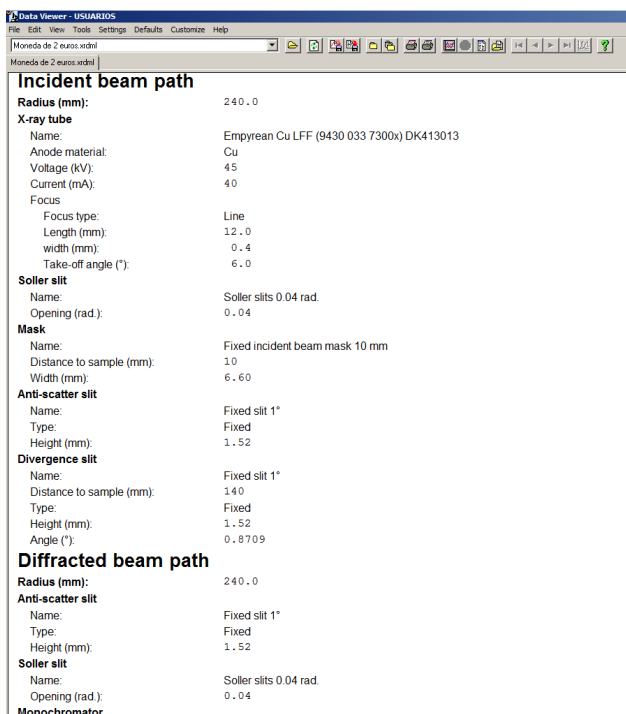 Data Viewer - USUARIOS
File Edit View Tools Settings Defaults Customize Help
Moneda de 2 euros.xrdml
Moneda de 2 euros.xrdml
Incident beam path
Radius (mm): 240.0
X-ray tube
Name: Empyrean Cu LFF (9430 033 7300x) DK413013
Anode material: Cu
Voltage (kV): 45
Current (mA): 40
Focus
Focus type: Line
Length (mm): 12.0
width (mm): 0.4
Take-off angle (°): 6.0
Soller slit
Name: Soller slits 0.04 rad.
Opening (rad.): 0.04
Mask
Name: Fixed incident beam mask 10 mm
Distance to sample (mm): 10
Width (mm): 6.60
Anti-scatter slit
Name: Fixed slit 1°
Type: Fixed
Height (mm): 1.52
Divergence slit
Name: Fixed slit 1°
Distance to sample (mm): 140
Type: Fixed
Height (mm): 1.52
Angle (°): 0.8709
Diffracted beam path
Radius (mm): 240.0
Anti-scatter slit
Name: Fixed slit 1°
Type: Fixed
Height (mm): 1.52
Soller slit
Name: Soller slits 0.04 rad.
Opening (rad.): 0.04
Monochromator